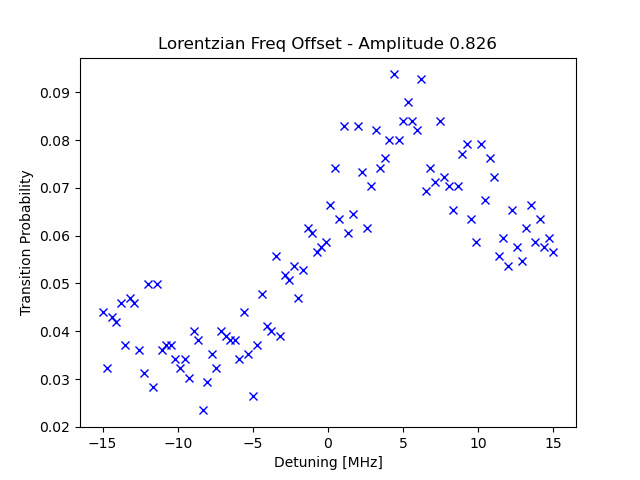 Lorentzian Freq Offset - Amplitude 0.826
0.09
0.08
0.07
0.06
0.05
0.04
0.03
0.02
Transition Probability
−15 −10 −5 0 5 10 15
Detuning [MHz]